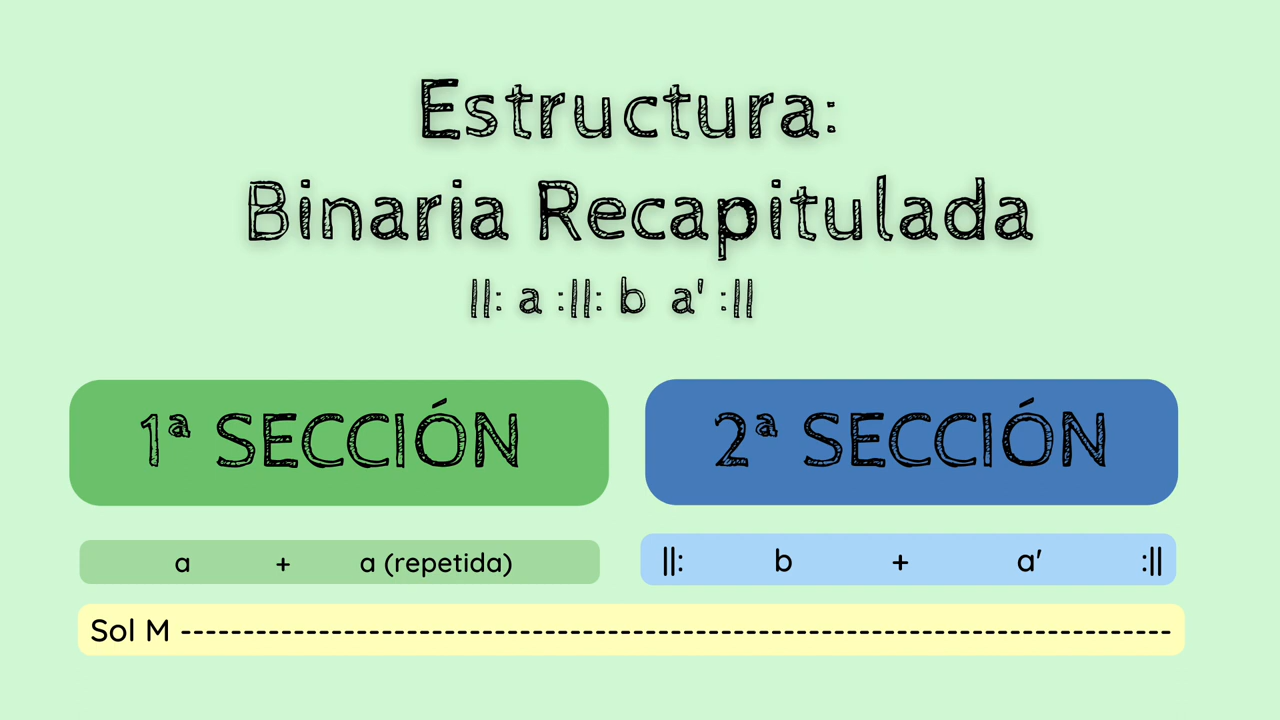 Estructura:
Binaria Recapitulada
||: a :||: b a' :||
1ª SECCIÓN
2ª SECCIÓN
a + a (repetida)
||: b + a' :||
Sol M --------------------------------------------------------------------------------